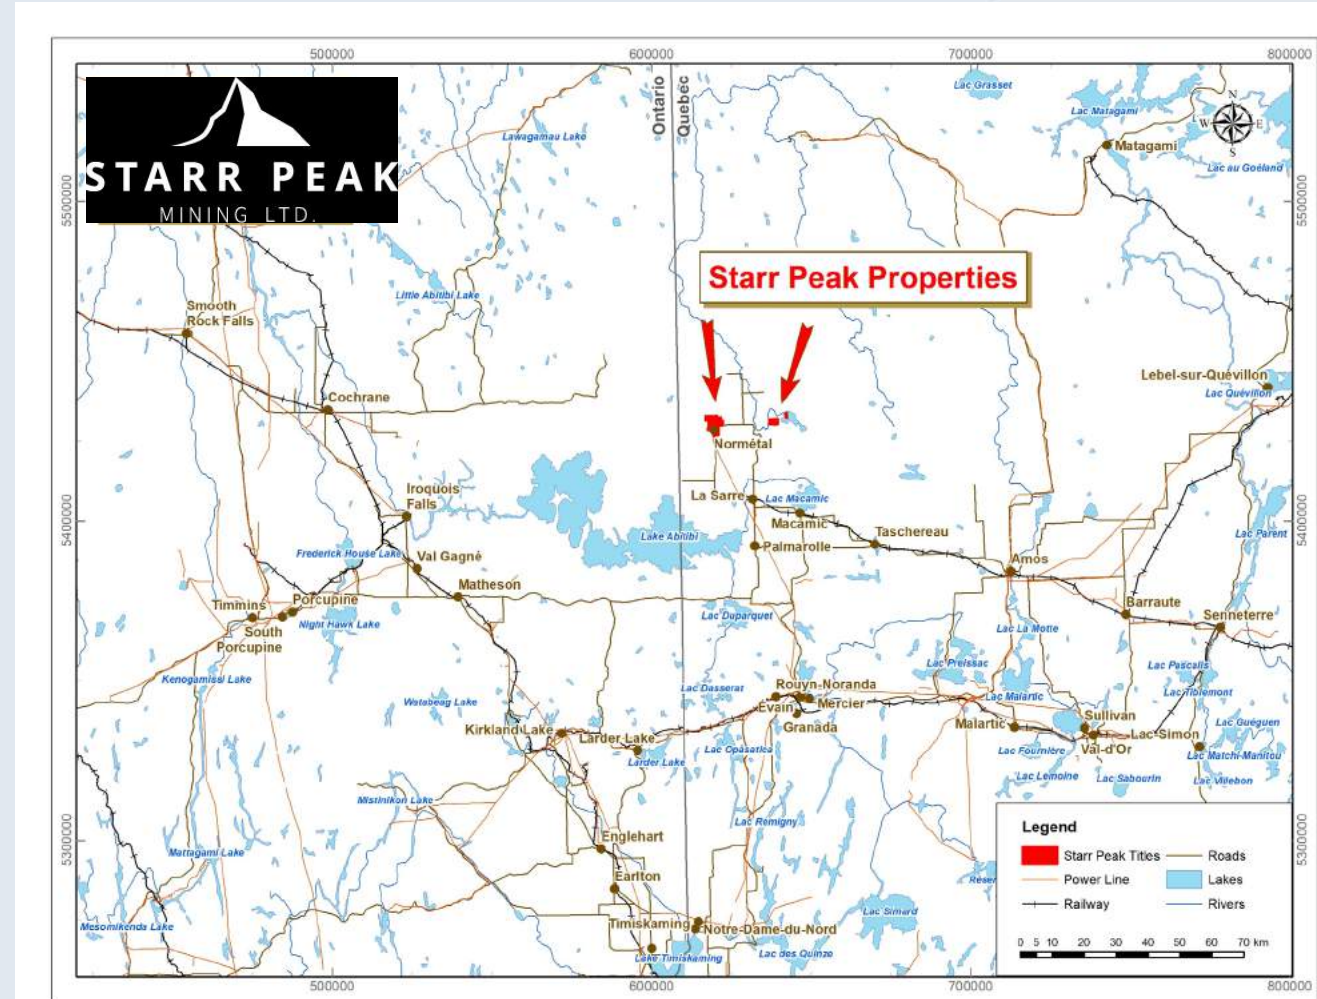 500000
600000
700000
800000
STARR PEAK
MINING LTD.
Ontario
Quebéc
Lac Grasset
Lac Matagami
N
W
E
S
Matagami
Lawagamau Lake
Lac au Goéland
5500000
5500000
Starr Peak Properties
Little Abitibi Lake
Smooth
Rock Falls
Lebel-sur-Quévillon
Lac Quévillon
Cochrane
Normétal
Iroquois
Falls
La Sarre
Lac Macamic
Macamic
Taschereau
5400000
5400000
Lake Abitibi
Palmarolle
Lac Parent
Frederick House Lake
Val Gagné
Amos
Matheson
Timmins
Porcupine
South
Porcupine
Night Hawk Lake
Lac Duparquet
Lac La Motte
Barraute
Senneterre
Kenogamissi Lake
Lac Preissac
Lac Pascalis
Lac Tiblemont
Watabeag Lake
Lac Dasserat
Rouyn-Noranda
Evain
Mercier
Granada
Lac Malartic
Malartic
Sullivan
Lac-Simon
Val-d'Or
Lac Guéguen
Kirkland Lake
Larder Lake
Larder Lake
Lac Opasatica
Lac Fournière
Lac Matchi-Manitou
Lac Lemoine
Lac Sabourin
Lac Villebon
Mistinikon Lake
Lac Rémigny
Englehart
Mattagami Lake
Earlton
5300000
5300000
Legend
Starr Peak Titles
Roads
Power Line
Lakes
Railway
Rivers
0 5 10 20 30 40 50 60 70 km
Réser
Lac Simard
Mesomikenda Lake
Timiskaming
Notre-Dame-du-Nord
Lake Timiskaming
Lac des Quinze
500000
600000
700000
800000